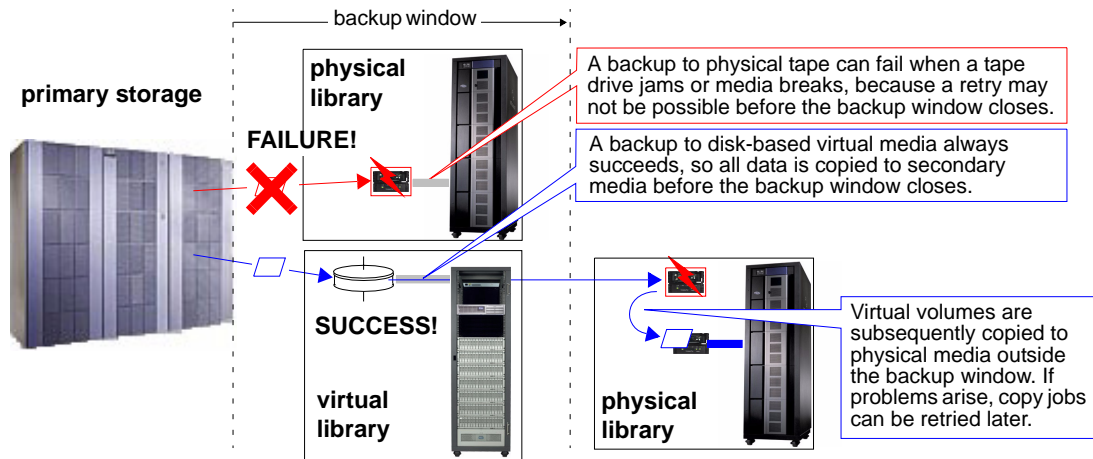 backup window
primary storage
physical
library
FAILURE!
A backup to physical tape can fail when a tape
drive jams or media breaks, because a retry may
not be possible before the backup window closes.
A backup to disk-based virtual media always
succeeds, so all data is copied to secondary
media before the backup window closes.
SUCCESS!
virtual
library
physical
library
Virtual volumes are
subsequently copied to
physical media outside
the backup window. If
problems arise, copy jobs
can be retried later.